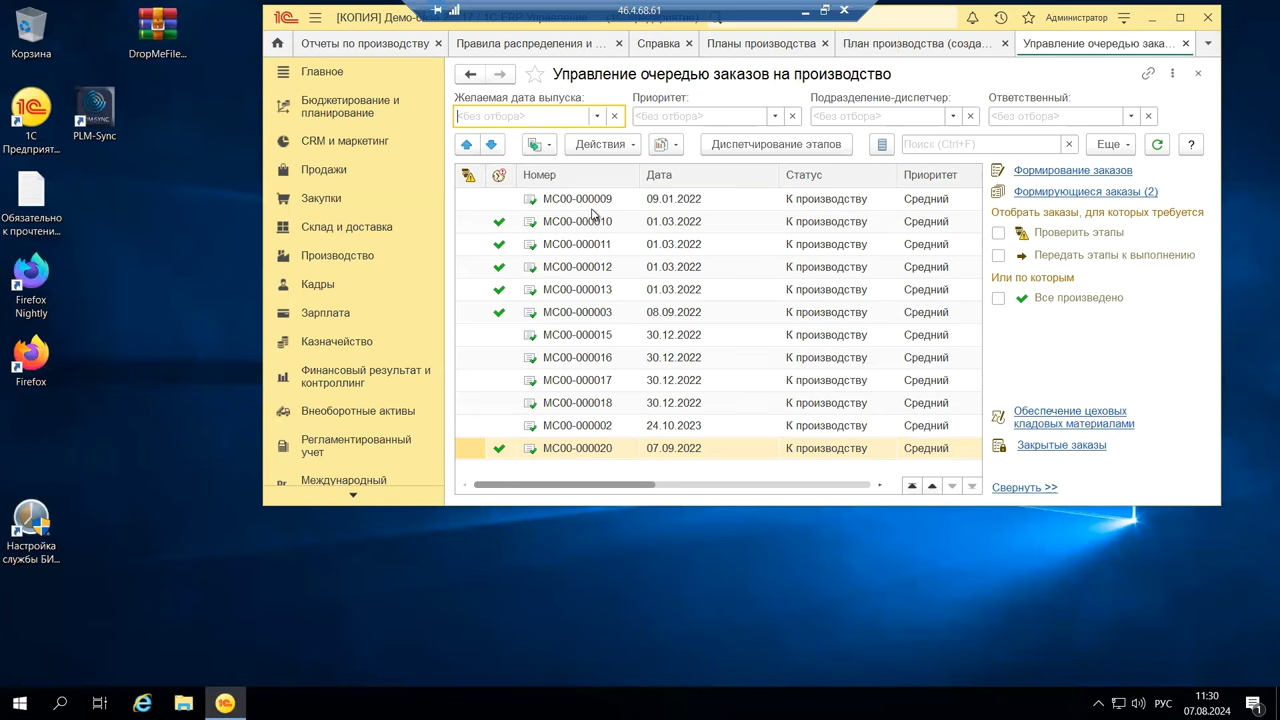 46.4.68.61
Корзина
DropMeFile...
1С Предприят...
PLM-Sync
Обязательно к прочтени...
Firefox Nightly
Firefox
Настройка службы БИ...
Администратор
Отчеты по производству
Правила распределения и ...
Справка
Планы производства
План производства (созда...
Управление очередью зака...
Главное
Бюджетирование и планирование
CRM и маркетинг
Продажи
Закупки
Склад и доставка
Производство
Кадры
Зарплата
Казначейство
Финансовый результат и контроллинг
Внеоборотные активы
Регламентированный учет
Международный
Управление очередью заказов на производство
Желаемая дата выпуска: Приоритет: Подразделение-диспетчер: Ответственный:
<без отбора> <без отбора> <без отбора> <без отбора>
Действия Диспетчирование этапов Поиск (Ctrl+F) Еще ?
Номер Дата Статус Приоритет
МС00-000009 09.01.2022 К производству Средний
МС00-000010 01.03.2022 К производству Средний
МС00-000011 01.03.2022 К производству Средний
МС00-000012 01.03.2022 К производству Средний
МС00-000013 01.03.2022 К производству Средний
МС00-000003 08.09.2022 К производству Средний
МС00-000015 30.12.2022 К производству Средний
МС00-000016 30.12.2022 К производству Средний
МС00-000017 30.12.2022 К производству Средний
МС00-000018 30.12.2022 К производству Средний
МС00-000002 24.10.2023 К производству Средний
МС00-000020 07.09.2022 К производству Средний
Формирование заказов
Формирующиеся заказы (2)
Отобрать заказы, для которых требуется
Проверить этапы
Передать этапы к выполнению
Или по которым
Все произведено
Обеспечение цеховых
кладовых материалами
Закрытые заказы
Свернуть >>
РУС
11:30
07.08.2024
1